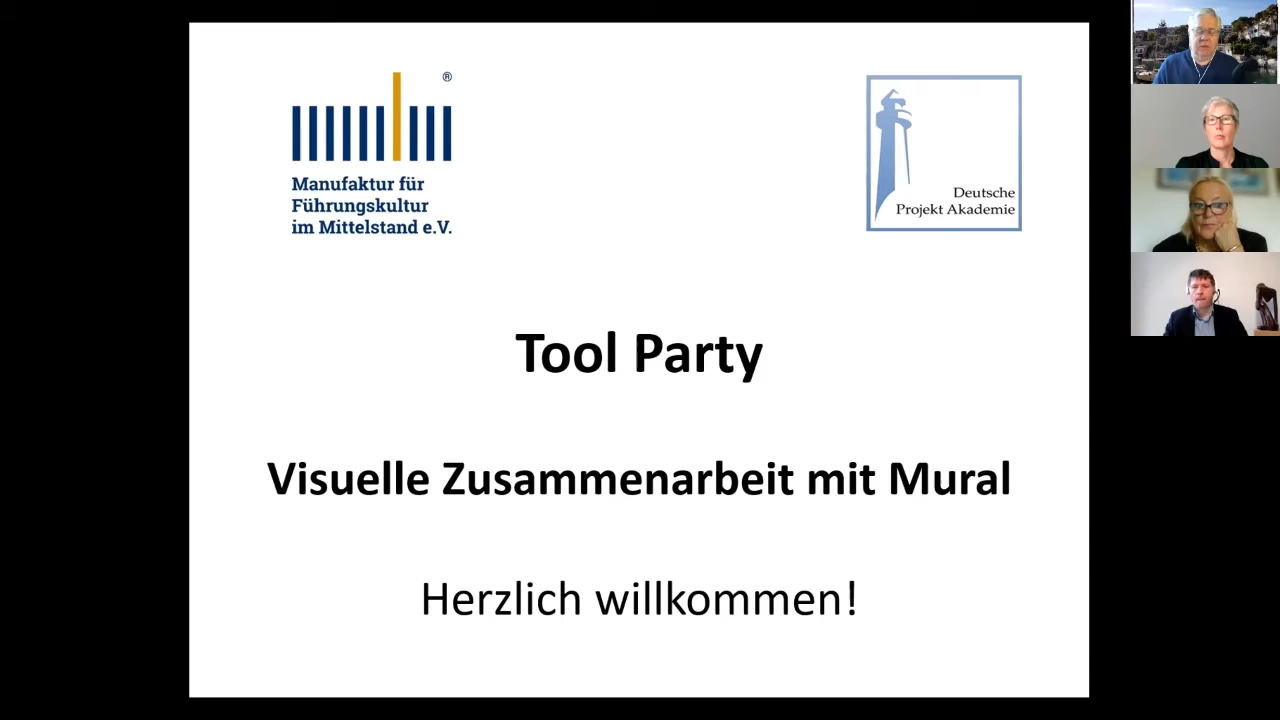 ®
Manufaktur für
Führungskultur
im Mittelstand e.V.
Deutsche
Projekt Akademie
Tool Party
Visuelle Zusammenarbeit mit Mural
Herzlich willkommen!